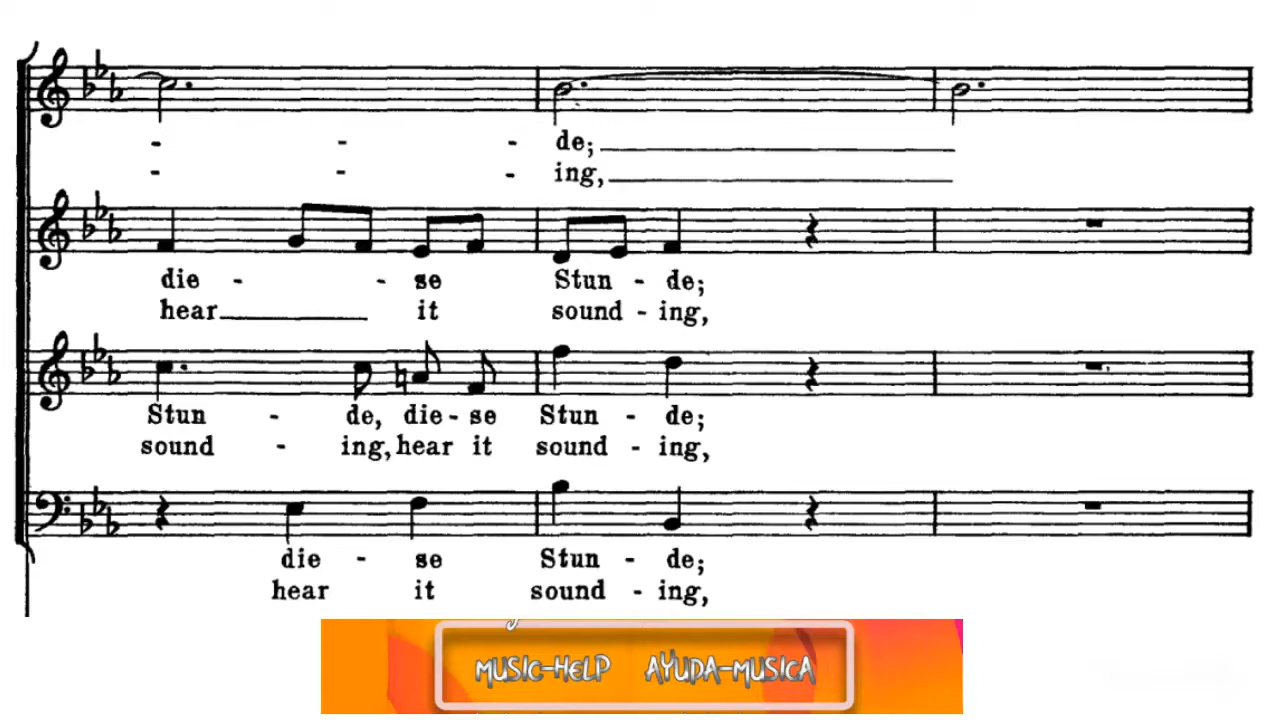 - - - de;
- - - ing,
die - - se Stun - de;
hear it sound - ing,
Stun - de, die - se Stun - de;
sound - ing, hear it sound - ing,
die - se Stun - de;
hear it sound - ing,
MUSIC-HELP AYUDA-MUSICA